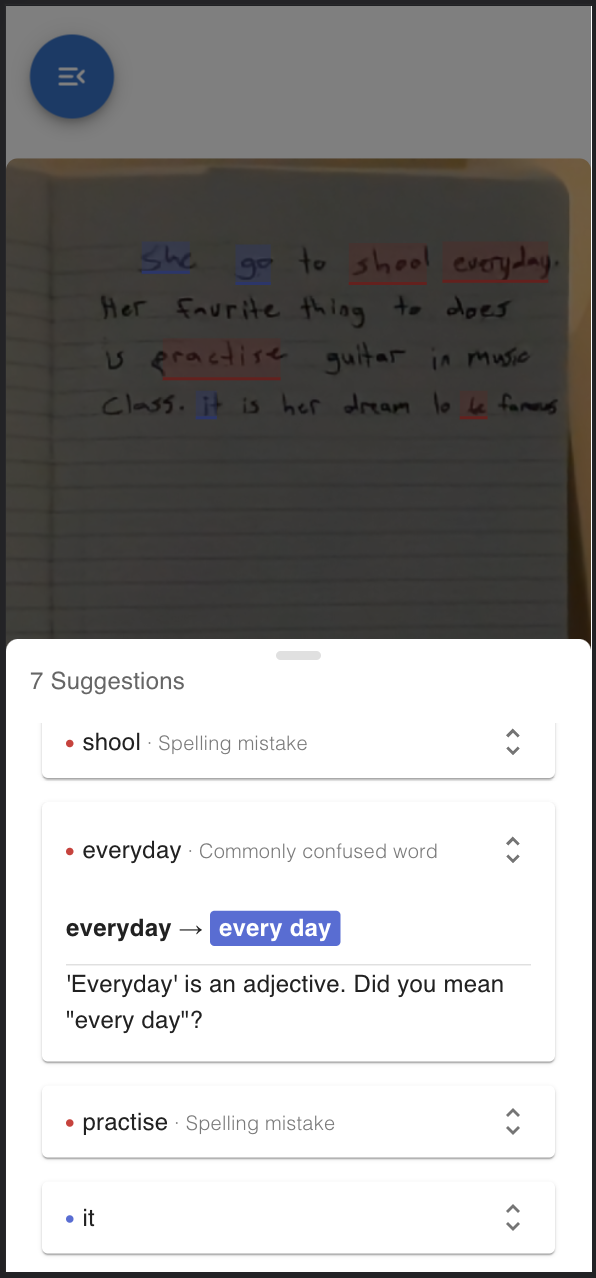 She go to shool everyday.
Her favrite thing to does
is practise guitar in music
Class. it is her dream to be famous
7 Suggestions
shool · Spelling mistake
everyday · Commonly confused word
everyday → every day
'Everyday' is an adjective. Did you mean
"every day"?
practise · Spelling mistake
it